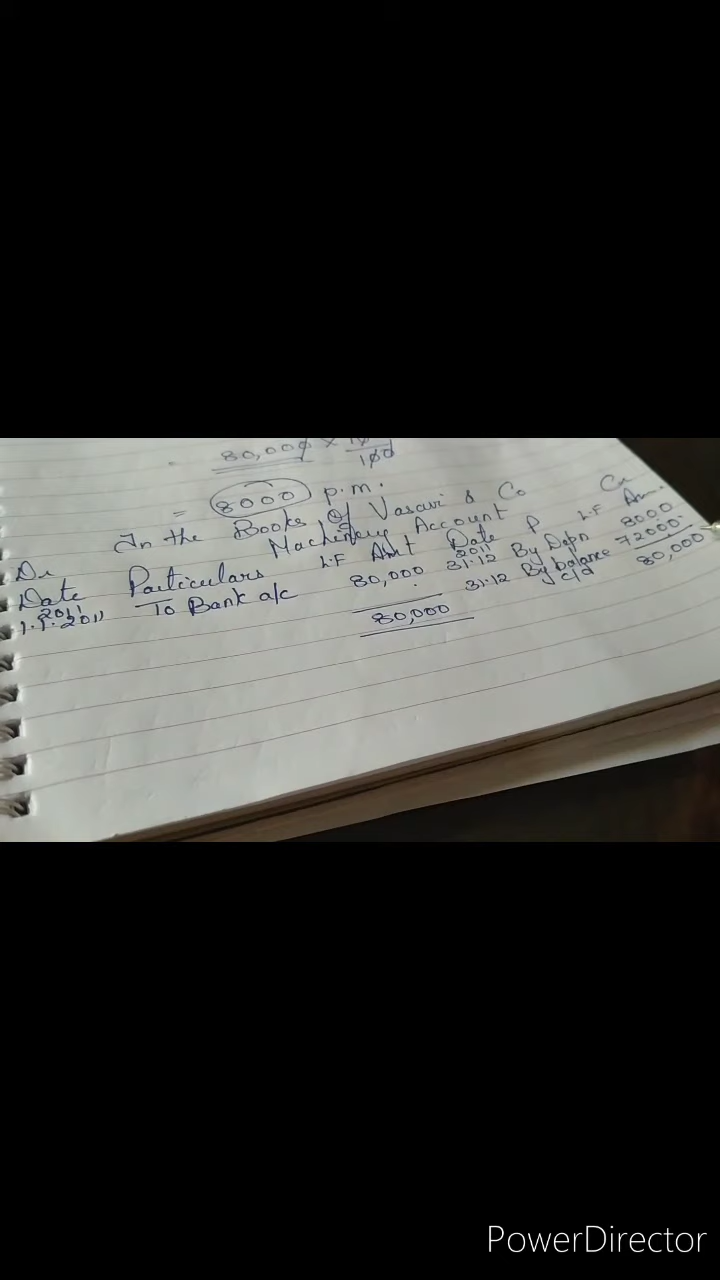 80,000 × 10/100
= 8000 p.m.
In the Books Of Vasavi & Co
Machinery Account
Dr Cr
Date Particulars L.F Amt Date P L.F Am.
2011 2011
1.1.2011 To Bank a/c 80,000 31.12 By Depn 8000
31.12 By balance c/d 72000
80,000 80,000
PowerDirector